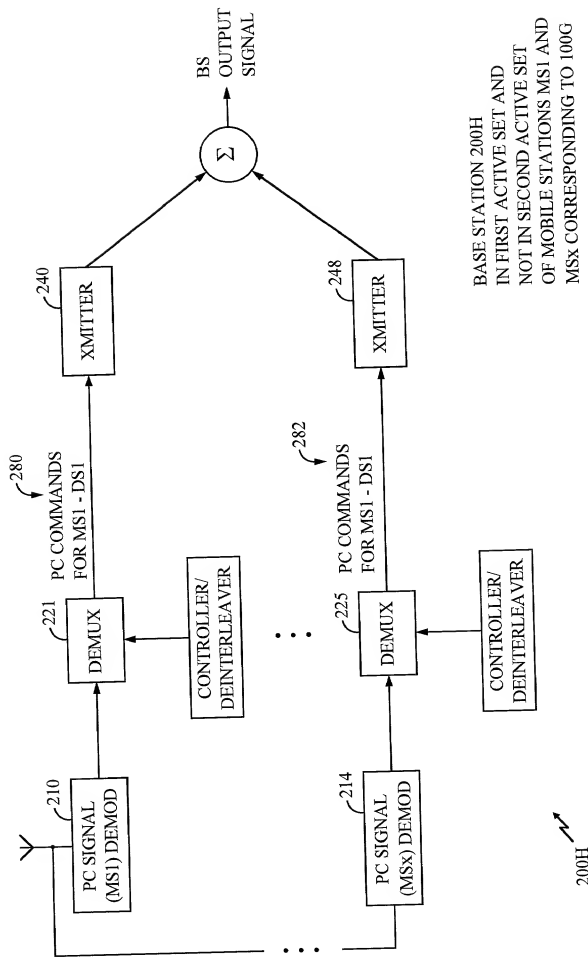 210
PC SIGNAL
(MS1) DEMOD
221
DEMUX
CONTROLLER/
DEINTERLEAVER
280
PC COMMANDS
FOR MS1 - DS1
240
XMITTER
Σ
BS
OUTPUT
SIGNAL
214
PC SIGNAL
(MSx) DEMOD
225
DEMUX
CONTROLLER/
DEINTERLEAVER
282
PC COMMANDS
FOR MS1 - DS1
248
XMITTER
200H
BASE STATION 200H
IN FIRST ACTIVE SET AND
NOT IN SECOND ACTIVE SET
OF MOBILE STATIONS MS1 AND
MSx CORRESPONDING TO 100G